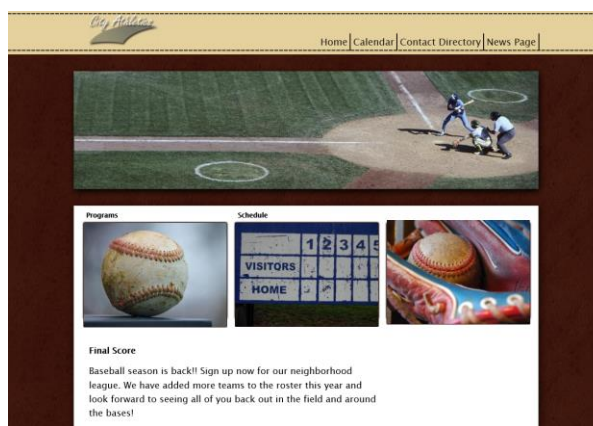 City Athletics
Home Calendar Contact Directory News Page
Programs
Schedule
1 2 3 4
VISITORS
HOME
Final Score
Baseball season is back!! Sign up now for our neighborhood
league. We have added more teams to the roster this year and
look forward to seeing all of you back out in the field and around
the bases!